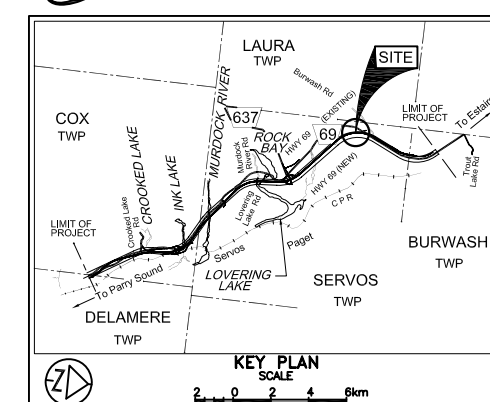 LAURA
TWP
SITE
Burwash Rd
(EXISTING)
LIMIT OF
PROJECT
COX
TWP
MURDOCK RIVER
637
ROCK
BAY
HWY 69
69
Murdock
River Rd
HWY 69 (NEW)
CROOKED LAKE
INK LAKE
Crooked Lake
Rd
Lovering
Lake Rd
Trout
Lake Rd
CPR
LIMIT OF
PROJECT
To Parry Sound
Servos
Paget
LOVERING
LAKE
BURWASH
TWP
SERVOS
TWP
DELAMERE
TWP
KEY PLAN
SCALE
2 0 2 4 6km